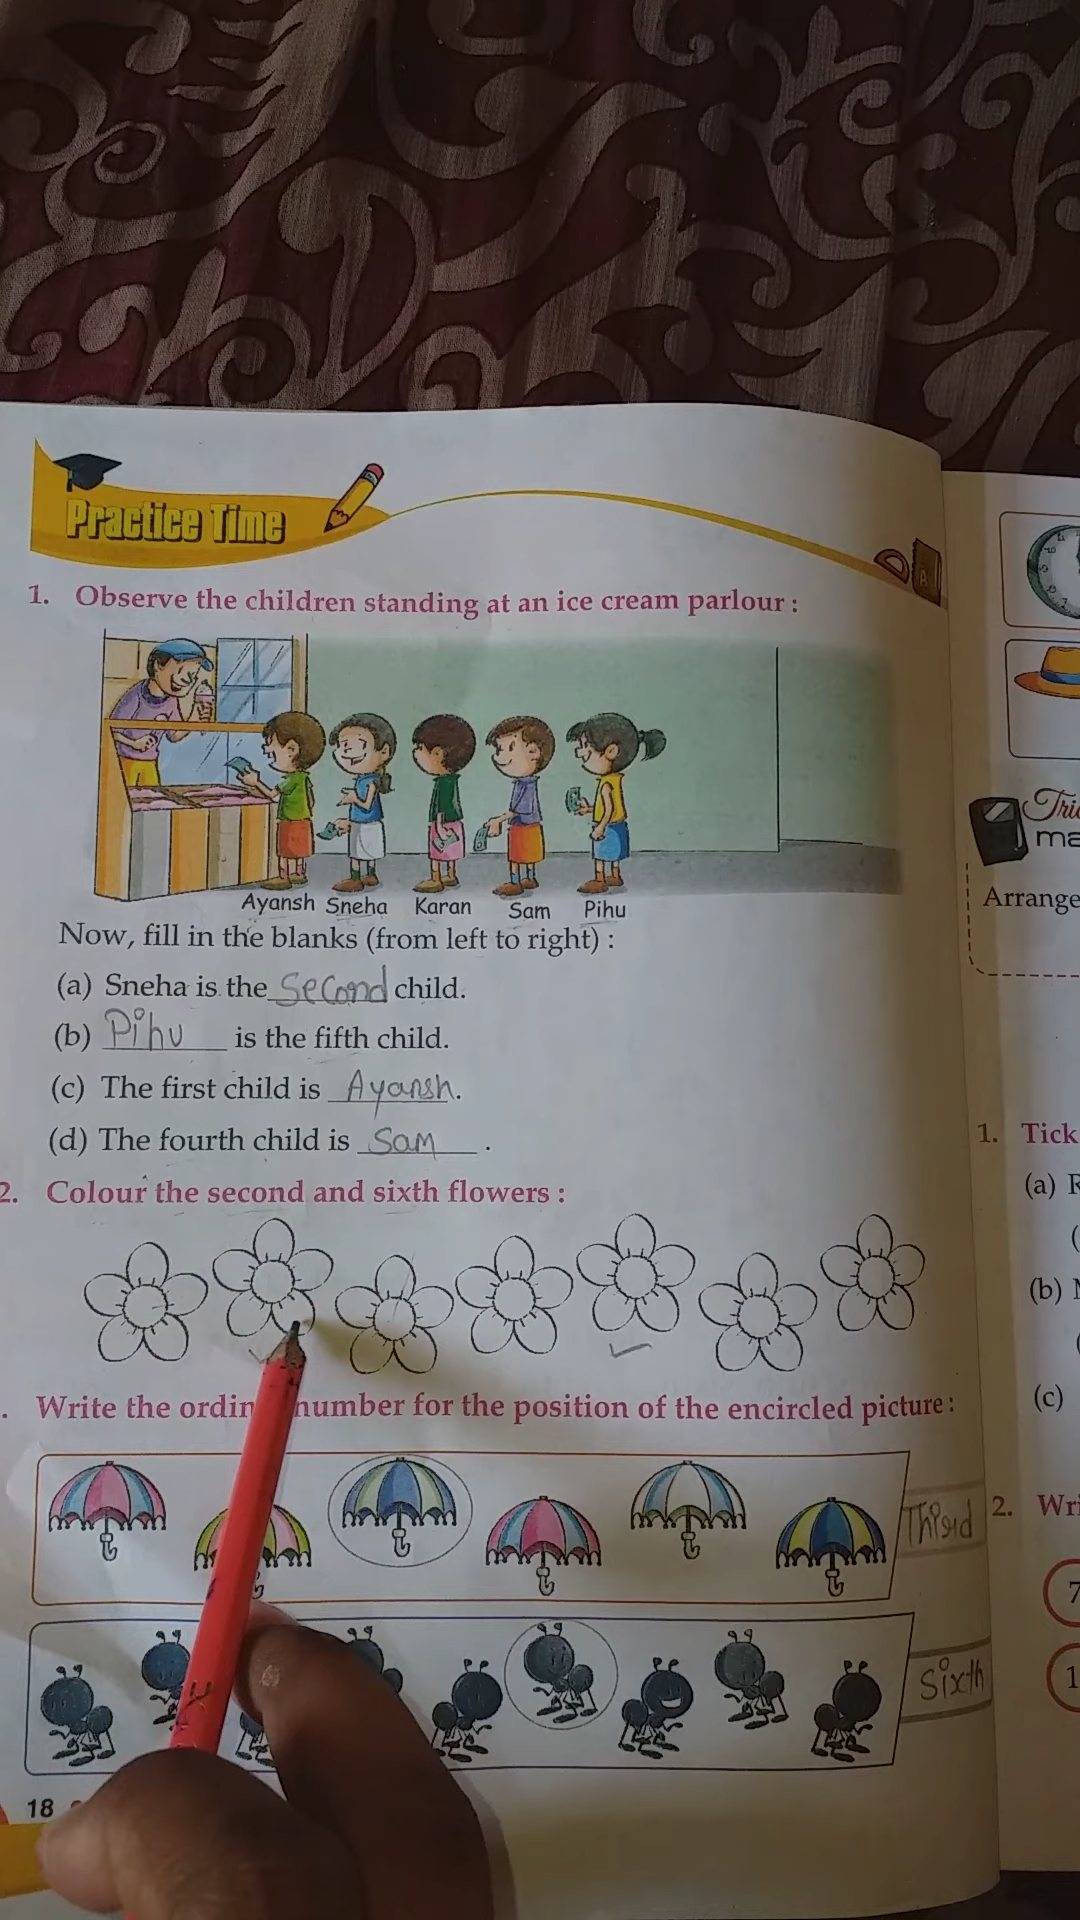 Practice Time
1. Observe the children standing at an ice cream parlour :
Ayansh Sneha Karan Sam Pihu
Now, fill in the blanks (from left to right) :
(a) Sneha is the Second child.
(b) Pihu is the fifth child.
(c) The first child is Ayansh.
(d) The fourth child is Sam .
2. Colour the second and sixth flowers :
. Write the ordin number for the position of the encircled picture :
Third
Sixth
18
Arrange
1. Tick
(a)
(b)
(c)
2.
7
1